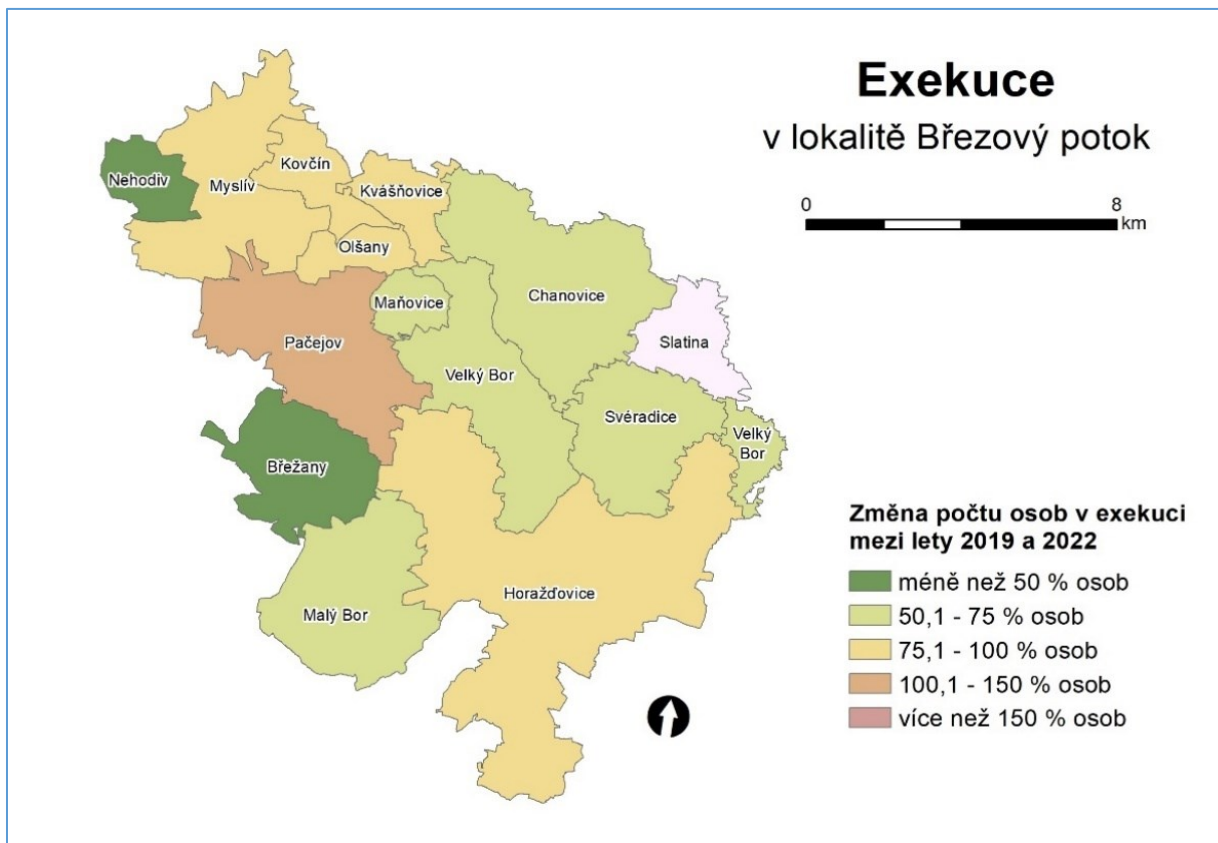 Exekuce
v lokalitě Březový potok
0 8
km
Nehodiv
Myslív
Kovčín
Kvášňovice
Olšany
Maňovice
Chanovice
Slatina
Pačejov
Velký Bor
Svéradice
Velký
Bor
Břežany
Horažďovice
Malý Bor
Změna počtu osob v exekuci
mezi lety 2019 a 2022
méně než 50 % osob
50,1 - 75 % osob
75,1 - 100 % osob
100,1 - 150 % osob
více než 150 % osob